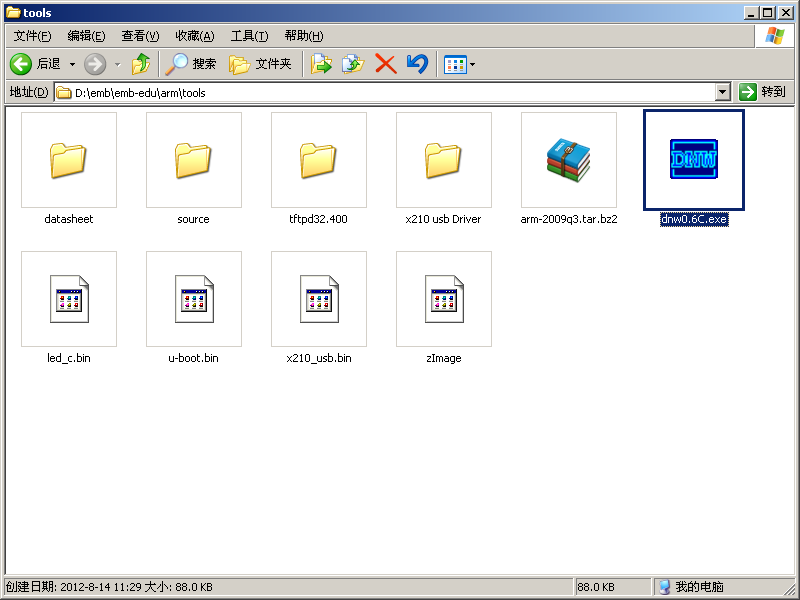 tools
文件(F) 编辑(E) 查看(V) 收藏(A) 工具(T) 帮助(H)
后退 搜索 文件夹
地址(D) D:\emb\emb-edu\arm\tools 转到
DNW
datasheet source tftpd32.400 x210 usb Driver arm-2009q3.tar.bz2 dnw0.6C.exe
led_c.bin u-boot.bin x210_usb.bin zImage
创建日期: 2012-8-14 11:29 大小: 88.0 KB 88.0 KB 我的电脑